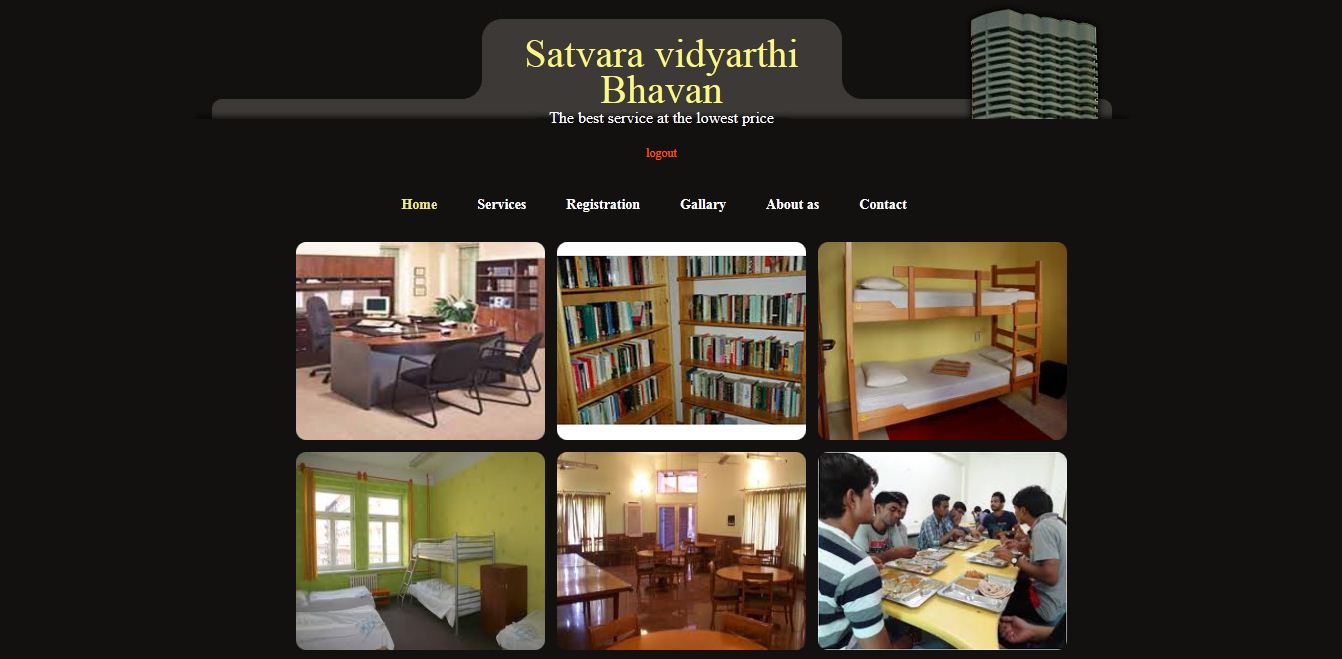 Satvara vidyarthi
Bhavan
The best service at the lowest price
logout
Home Services Registration Gallary About as Contact